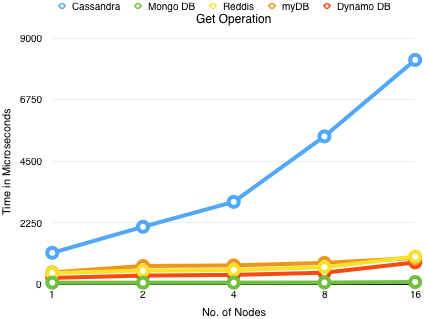 Cassandra Mongo DB Reddis myDB Dynamo DB
Get Operation
9000
6750
4500
2250
0
Time in Microseconds
1 2 4 8 16
No. of Nodes